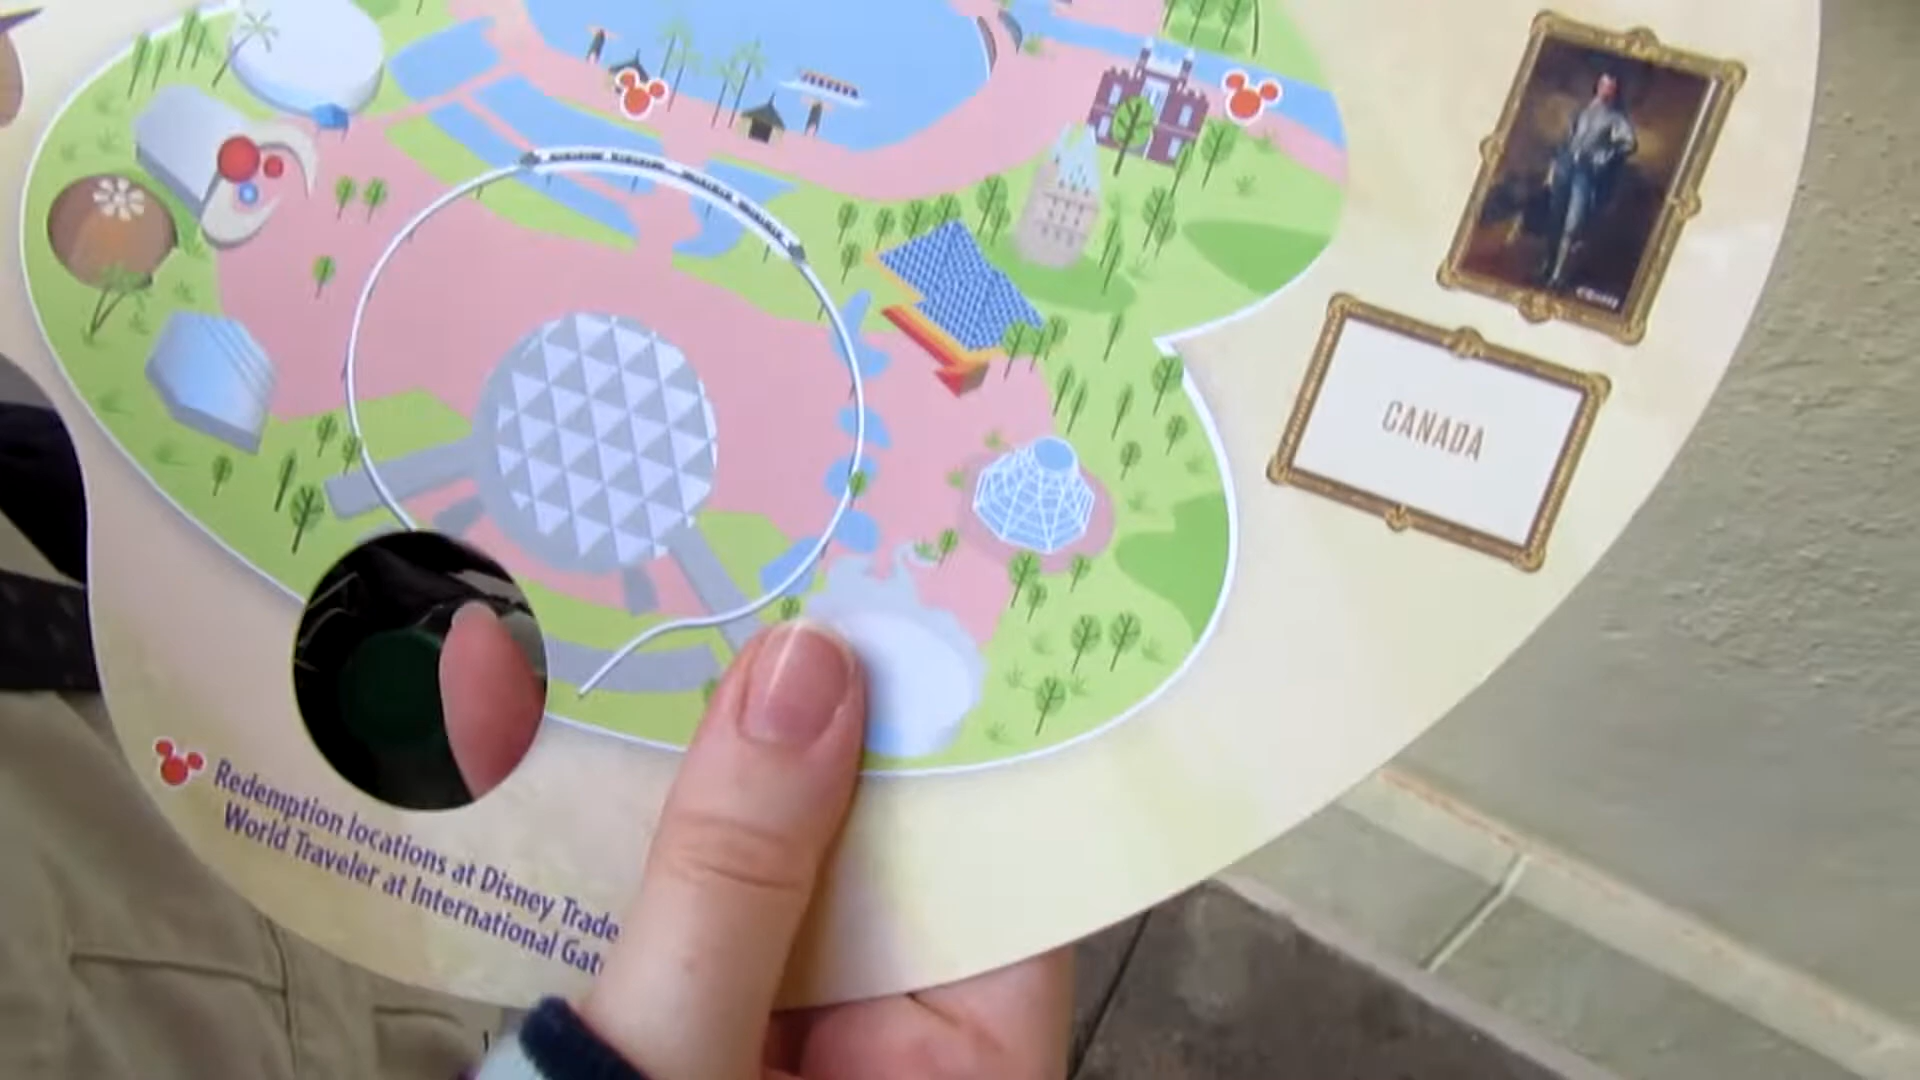 CANADA
Redemption locations at Disney Trade
World Traveler at International Gat